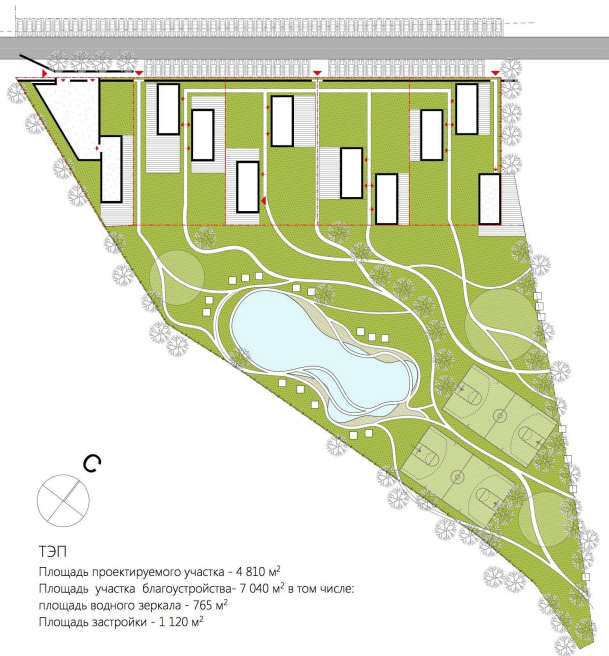 С
ТЭП
Площадь проектируемого участка - 4 810 м²
Площадь участка благоустройства- 7 040 м² в том числе:
площадь водного зеркала - 765 м²
Площадь застройки - 1 120 м²